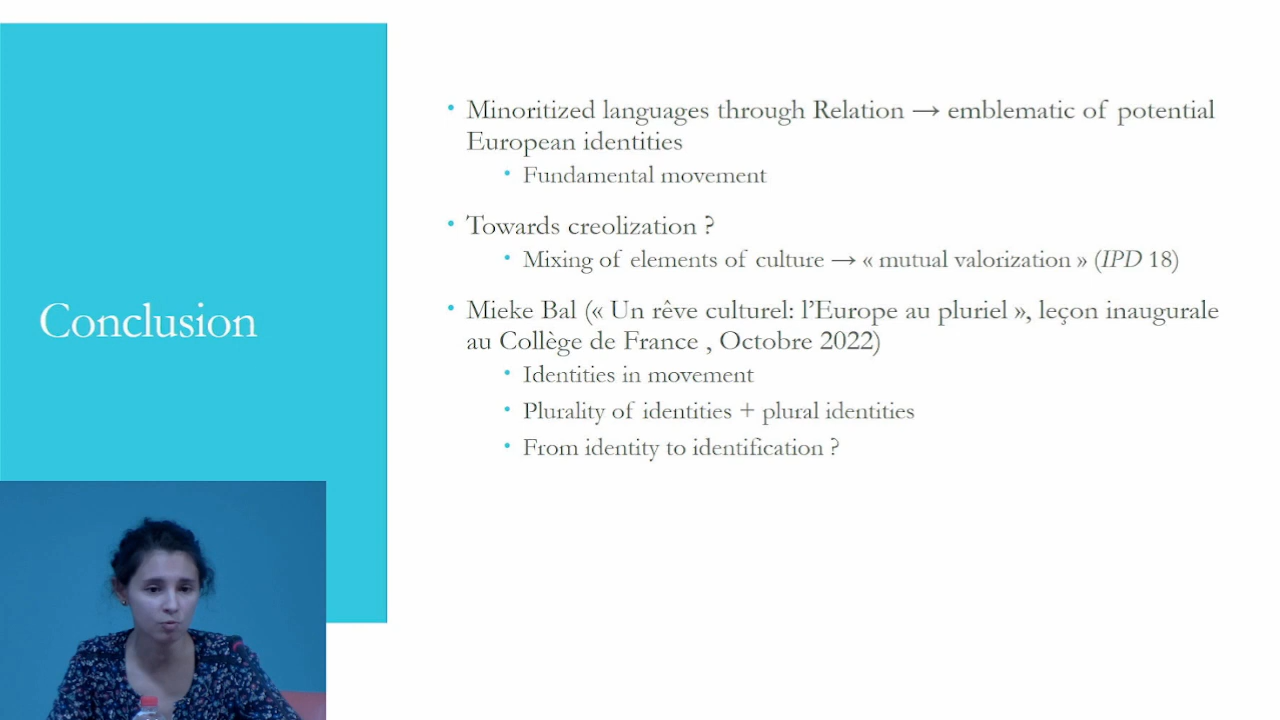 Conclusion
• Minoritized languages through Relation → emblematic of potential
European identities
• Fundamental movement
• Towards creolization ?
• Mixing of elements of culture → « mutual valorization » (IPD 18)
• Mieke Bal (« Un rêve culturel: l’Europe au pluriel », leçon inaugurale
au Collège de France , Octobre 2022)
• Identities in movement
• Plurality of identities + plural identities
• From identity to identification ?